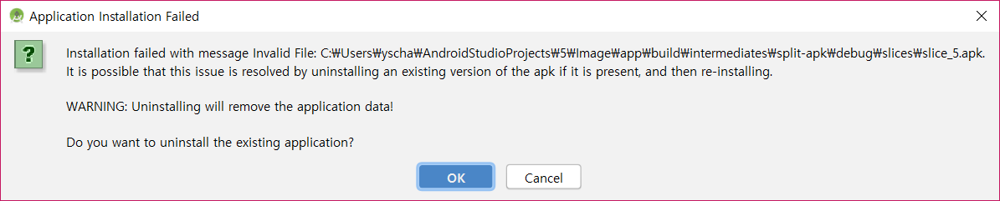 Application Installation Failed
Installation failed with message Invalid File: C:₩Users₩yscha₩AndroidStudioProjects₩5₩Image₩app₩build₩intermediates₩split-apk₩debug₩slices₩slice_5.apk.
It is possible that this issue is resolved by uninstalling an existing version of the apk if it is present, and then re-installing.
WARNING: Uninstalling will remove the application data!
Do you want to uninstall the existing application?
OK
Cancel